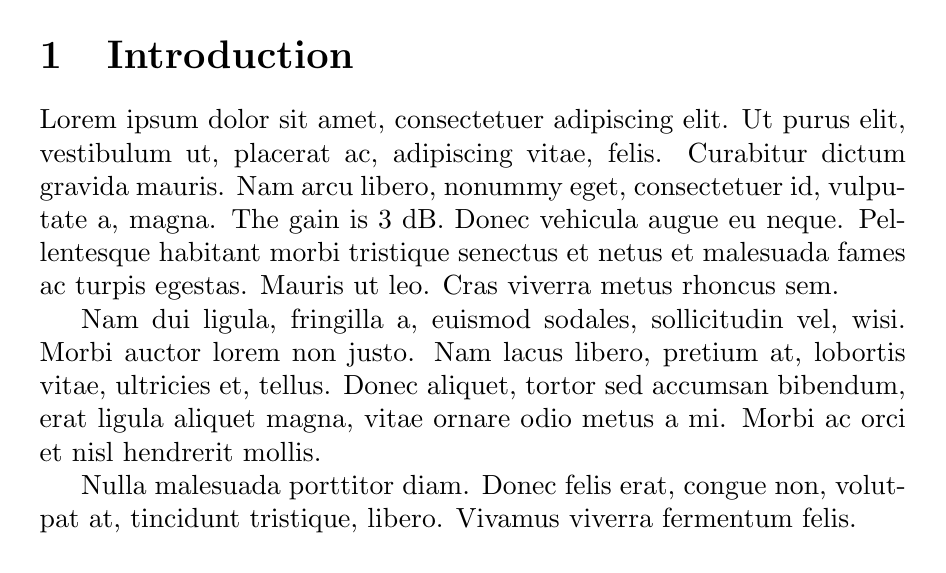 1 Introduction
Lorem ipsum dolor sit amet, consectetuer adipiscing elit. Ut purus elit,
vestibulum ut, placerat ac, adipiscing vitae, felis. Curabitur dictum
gravida mauris. Nam arcu libero, nonummy eget, consectetuer id, vulpu-
tate a, magna. The gain is 3 dB. Donec vehicula augue eu neque. Pel-
lentesque habitant morbi tristique senectus et netus et malesuada fames
ac turpis egestas. Mauris ut leo. Cras viverra metus rhoncus sem.
Nam dui ligula, fringilla a, euismod sodales, sollicitudin vel, wisi.
Morbi auctor lorem non justo. Nam lacus libero, pretium at, lobortis
vitae, ultricies et, tellus. Donec aliquet, tortor sed accumsan bibendum,
erat ligula aliquet magna, vitae ornare odio metus a mi. Morbi ac orci
et nisl hendrerit mollis.
Nulla malesuada porttitor diam. Donec felis erat, congue non, volut-
pat at, tincidunt tristique, libero. Vivamus viverra fermentum felis.